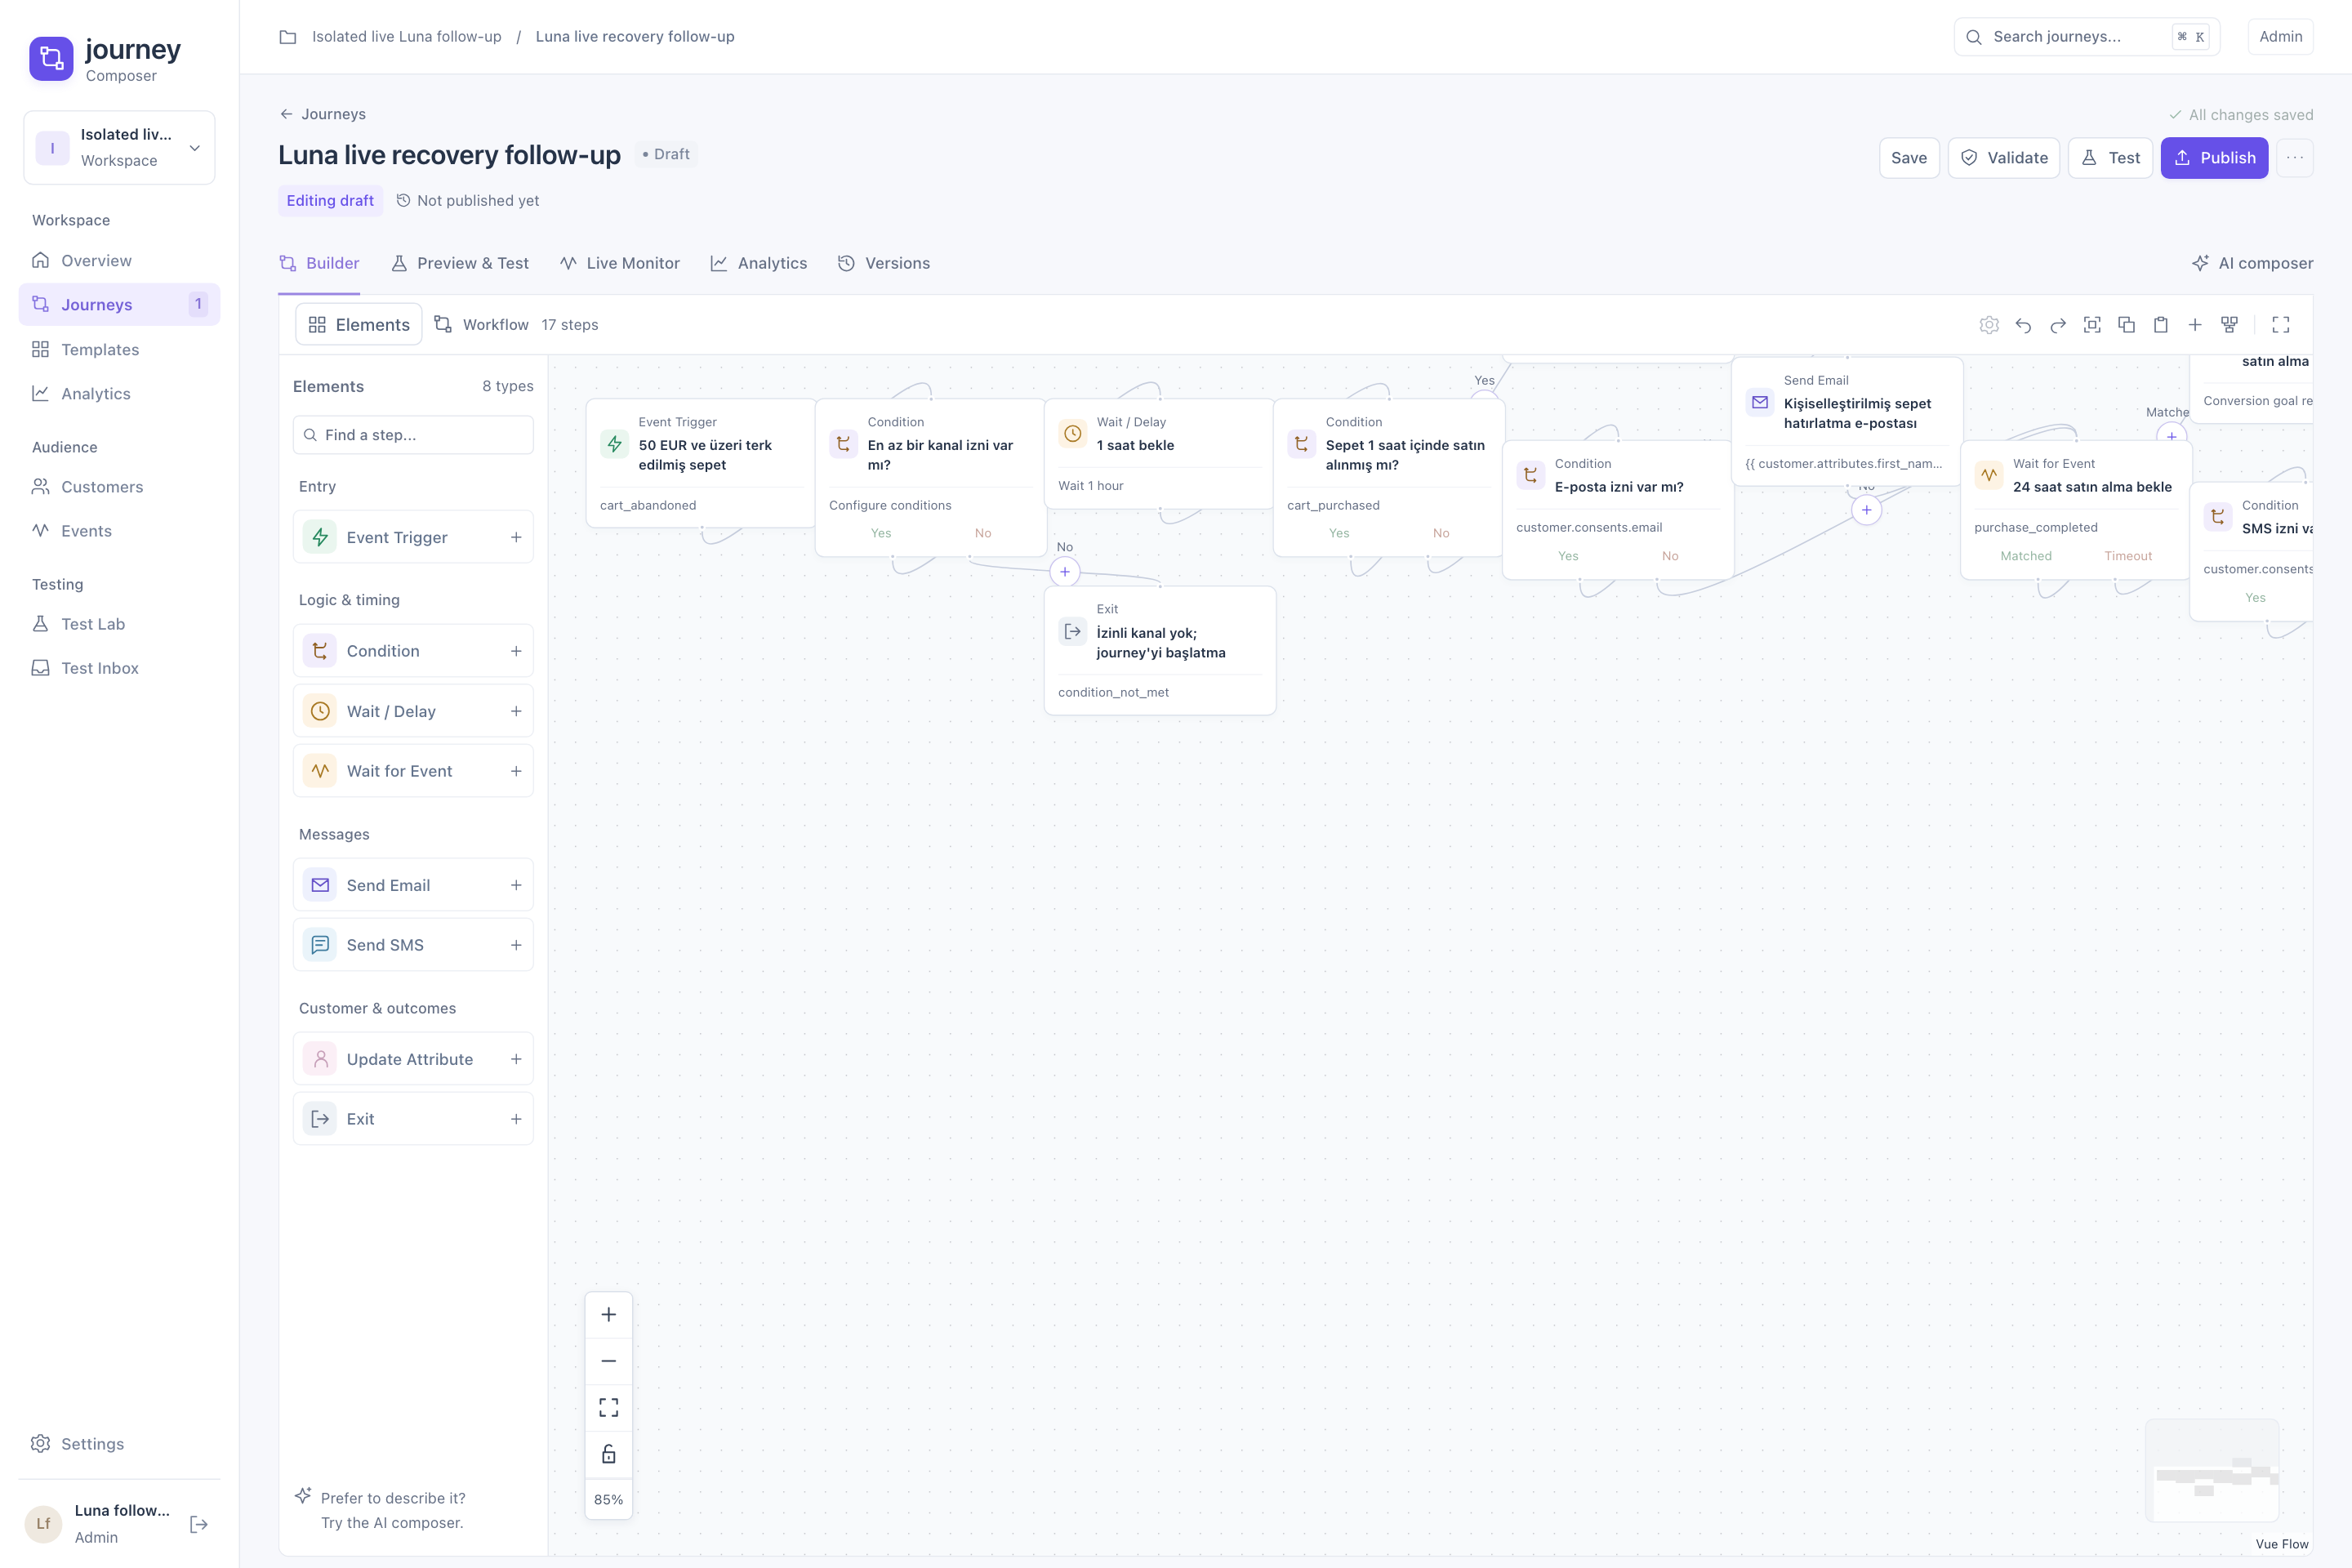 journey
Composer
I
Isolated liv...
Workspace
Workspace
Overview
Journeys 1
Templates
Analytics
Audience
Customers
Events
Testing
Test Lab
Test Inbox
Settings
Lf
Luna follow...
Admin
Isolated live Luna follow-up / Luna live recovery follow-up
Search journeys... ⌘ K
Admin
← Journeys
All changes saved
Luna live recovery follow-up
• Draft
Save
Validate
Test
Publish
...
Editing draft
Not published yet
Builder
Preview & Test
Live Monitor
Analytics
Versions
AI composer
Elements
Workflow 17 steps
Elements 8 types
Find a step...
Entry
Event Trigger +
Logic & timing
Condition +
Wait / Delay +
Wait for Event +
Messages
Send Email +
Send SMS +
Customer & outcomes
Update Attribute +
Exit +
Prefer to describe it?
Try the AI composer.
Event Trigger
50 EUR ve üzeri terk
edilmiş sepet
cart_abandoned
Condition
En az bir kanal izni var
mı?
Configure conditions
Yes No
Wait / Delay
1 saat bekle
Wait 1 hour
No
+
Exit
İzinli kanal yok;
journey'yi başlatma
condition_not_met
Condition
Sepet 1 saat içinde satın
alınmış mı?
cart_purchased
Yes No
Yes
Condition
E-posta izni var mı?
customer.consents.email
Yes No
Send Email
Kişiselleştirilmiş sepet
hatırlatma e-postası
{{ customer.attributes.first_nam...
No
+
Wait for Event
24 saat satın alma bekle
purchase_completed
Matched Timeout
Matche
+
satın alma
Conversion goal re
Condition
SMS izni va
customer.consents
Yes
+
−
85%
Vue Flow